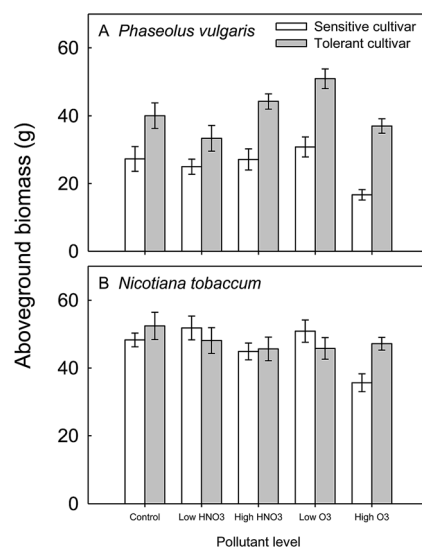 A Phaseolus vulgaris
Sensitive cultivar
Tolerant cultivar
60
40
20
0
Aboveground biomass (g)
B Nicotiana tobaccum
60
40
20
0
Control Low HNO3 High HNO3 Low O3 High O3
Pollutant level